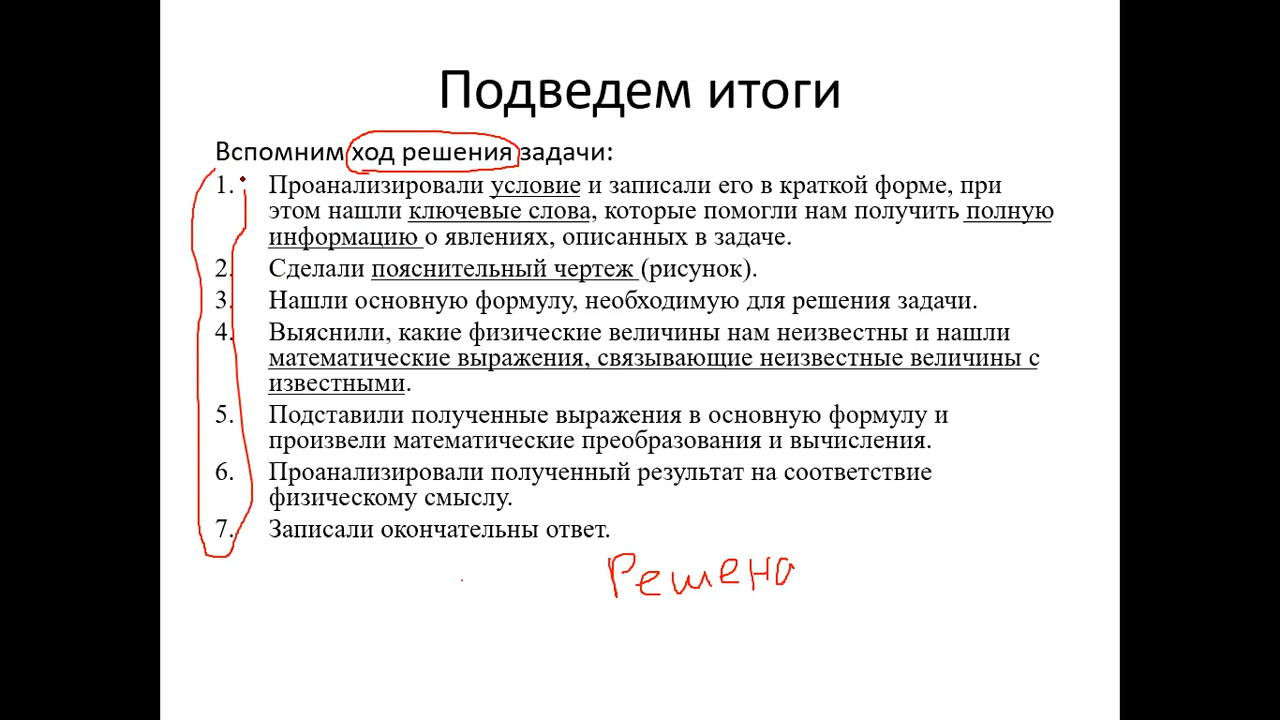 Подведем итоги
Вспомним ход решения задачи:
1. Проанализировали условие и записали его в краткой форме, при
этом нашли ключевые слова, которые помогли нам получить полную
информацию о явлениях, описанных в задаче.
2. Сделали пояснительный чертеж (рисунок).
3. Нашли основную формулу, необходимую для решения задачи.
4. Выяснили, какие физические величины нам неизвестны и нашли
математические выражения, связывающие неизвестные величины с
известными.
5. Подставили полученные выражения в основную формулу и
произвели математические преобразования и вычисления.
6. Проанализировали полученный результат на соответствие
физическому смыслу.
7. Записали окончательны ответ.
Решена